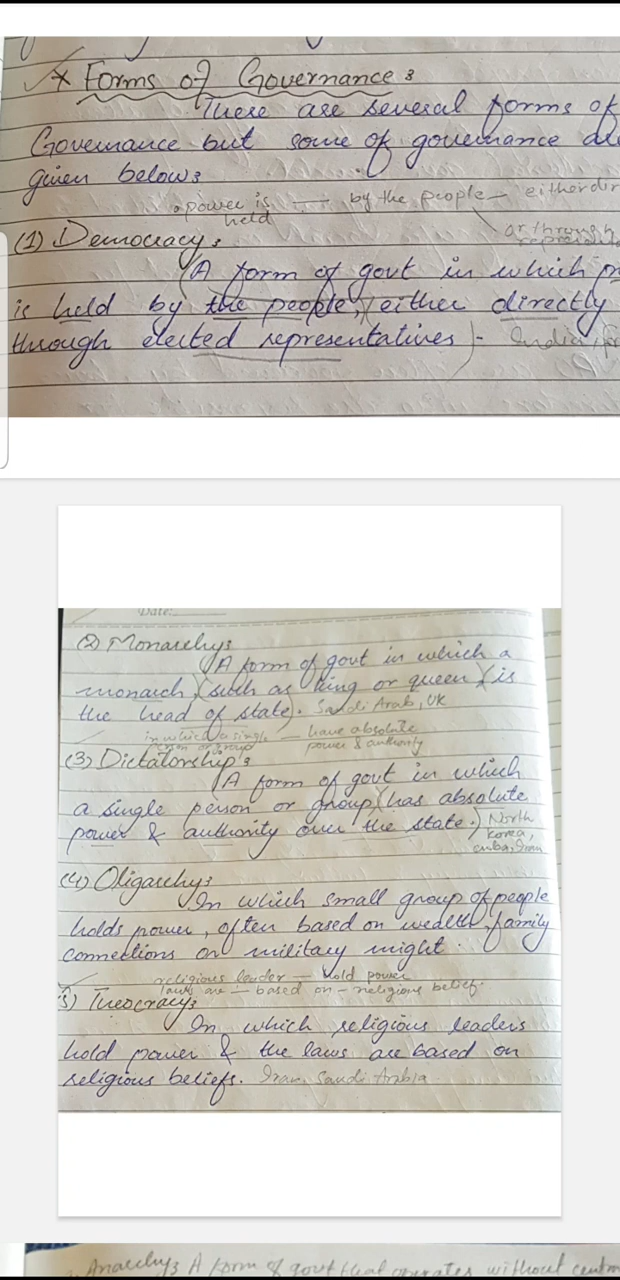 * Forms of Governance:
There are several forms of
Governance but some of governance
given below:
power is held — by the people — either
or through
(1) Democracy:
(A form of govt in which
is held by the people, (either directly
through elected representatives). India,
Date:
(2) Monarchy:
(A form of govt in which a
monarch (such as king or queen) is
the head of state). Saudi Arab, UK
in which a single — have absolute
person or group power & authority
(3) Dictatorship:
(A form of govt in which
a single person or group (has absolute
power & authority over the state.) North
korea,
cuba, Iran
(4) Oligarchy:
In which small group of people
holds power, often based on wealth, family
connections or military might.
religious leader — hold power
laws are — based on — religious belief.
5) Theocracy:
In which religious leaders
hold power & the laws are based on
religious beliefs. Iran, Saudi Arabia
Anarchy: A form of govt that operates without